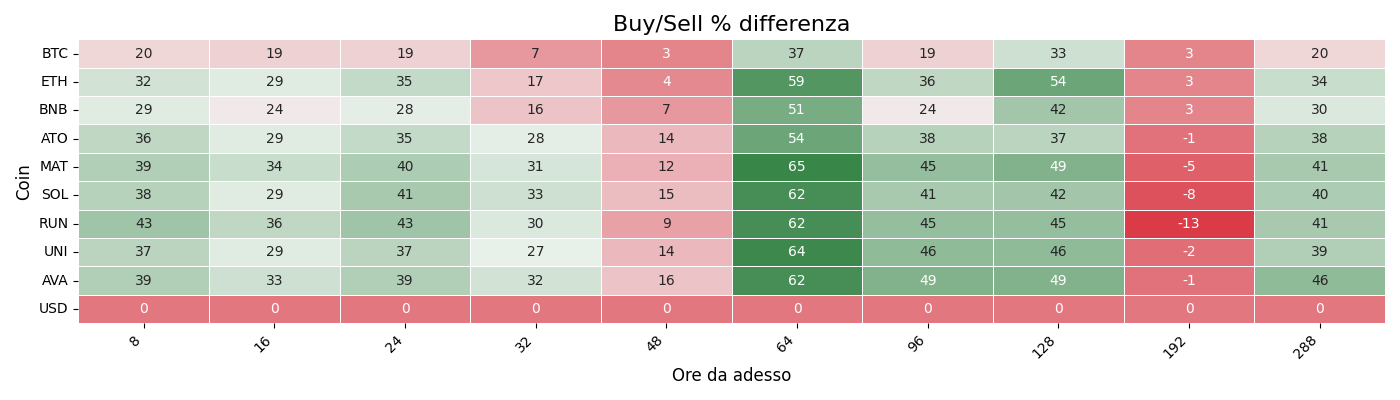 Buy/Sell % differenza
Coin
BTC 20 19 19 7 3 37 19 33 3 20
ETH 32 29 35 17 4 59 36 54 3 34
BNB 29 24 28 16 7 51 24 42 3 30
ATO 36 29 35 28 14 54 38 37 -1 38
MAT 39 34 40 31 12 65 45 49 -5 41
SOL 38 29 41 33 15 62 41 42 -8 40
RUN 43 36 43 30 9 62 45 45 -13 41
UNI 37 29 37 27 14 64 46 46 -2 39
AVA 39 33 39 32 16 62 49 49 -1 46
USD 0 0 0 0 0 0 0 0 0 0
8 16 24 32 48 64 96 128 192 288
Ore da adesso